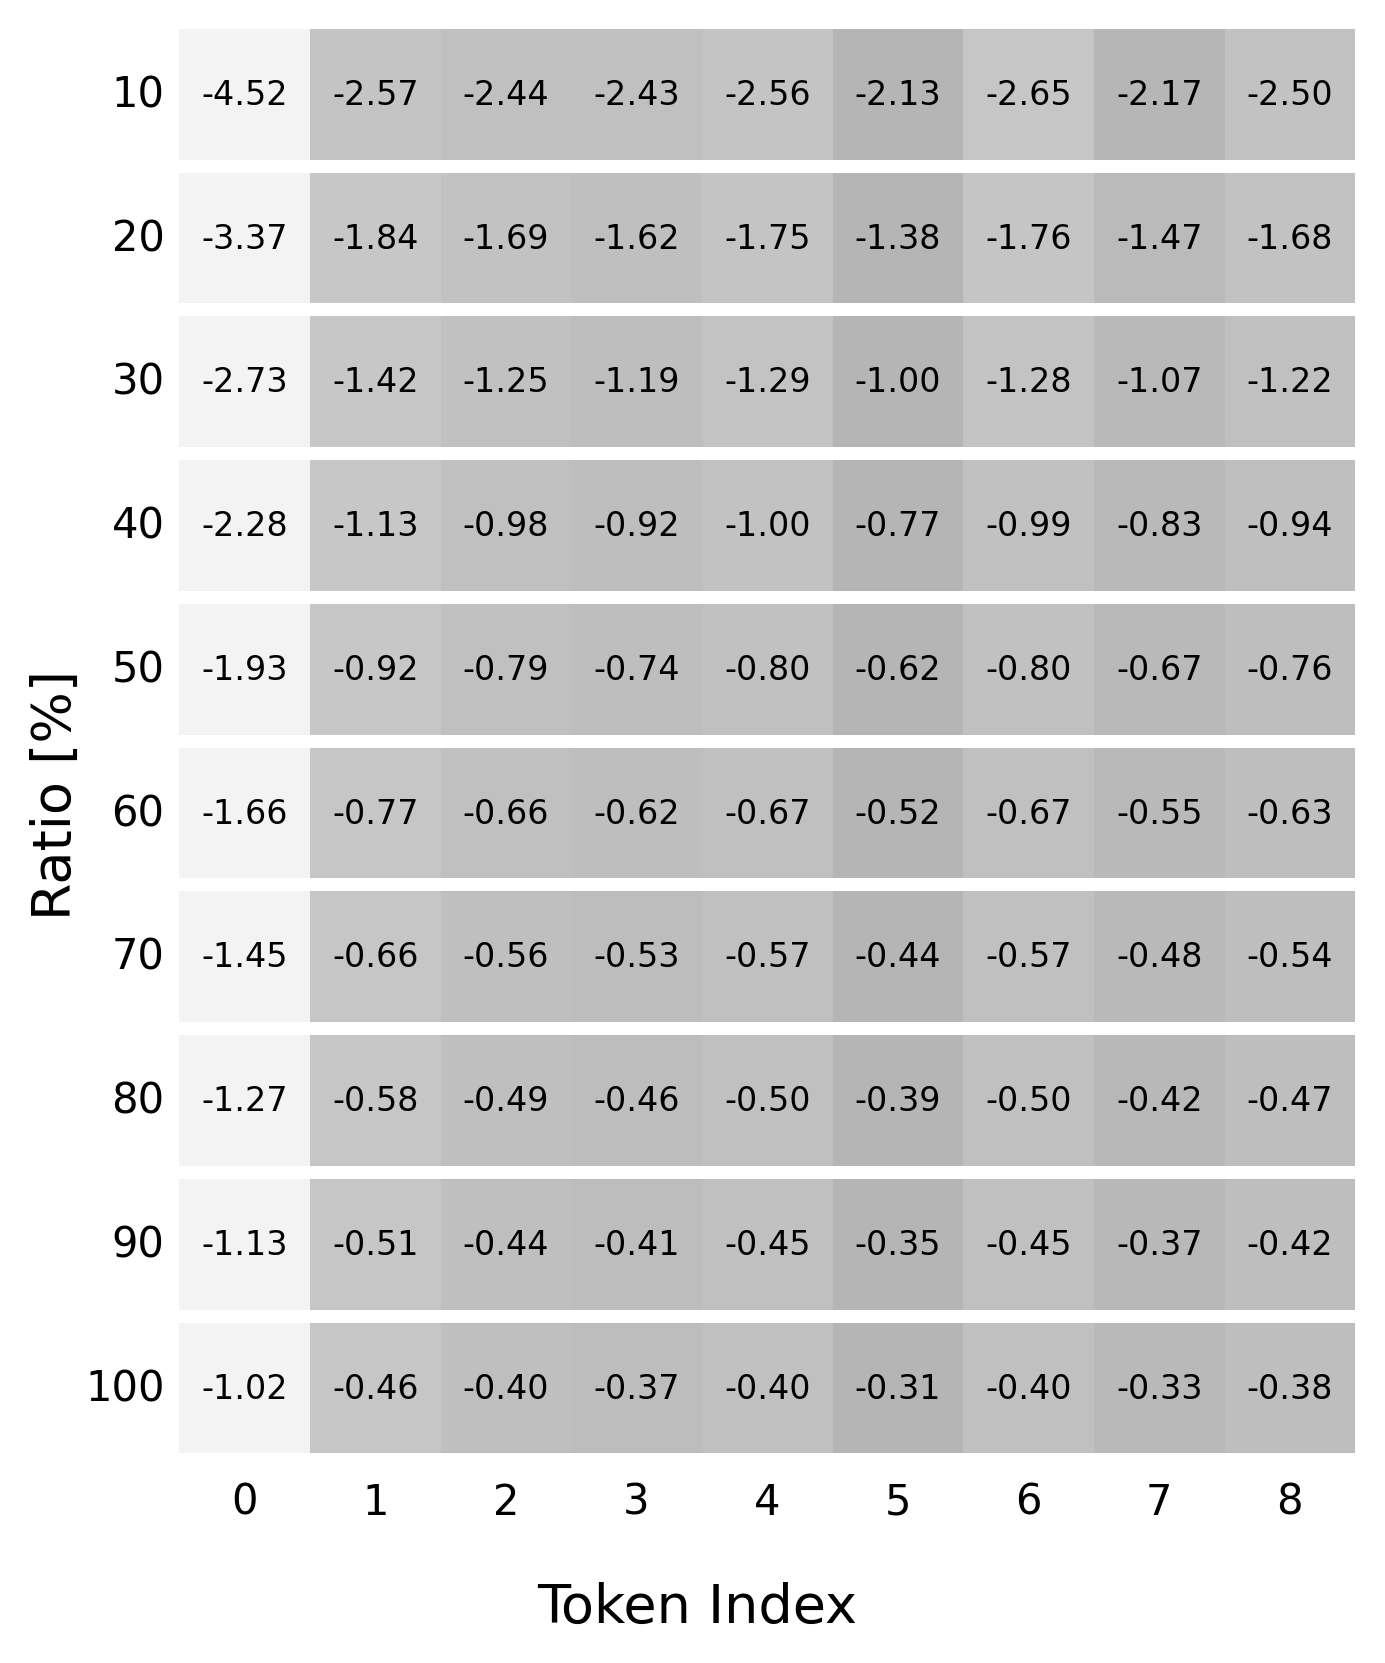 10 -4.52 -2.57 -2.44 -2.43 -2.56 -2.13 -2.65 -2.17 -2.50
20 -3.37 -1.84 -1.69 -1.62 -1.75 -1.38 -1.76 -1.47 -1.68
30 -2.73 -1.42 -1.25 -1.19 -1.29 -1.00 -1.28 -1.07 -1.22
40 -2.28 -1.13 -0.98 -0.92 -1.00 -0.77 -0.99 -0.83 -0.94
50 -1.93 -0.92 -0.79 -0.74 -0.80 -0.62 -0.80 -0.67 -0.76
60 -1.66 -0.77 -0.66 -0.62 -0.67 -0.52 -0.67 -0.55 -0.63
70 -1.45 -0.66 -0.56 -0.53 -0.57 -0.44 -0.57 -0.48 -0.54
80 -1.27 -0.58 -0.49 -0.46 -0.50 -0.39 -0.50 -0.42 -0.47
90 -1.13 -0.51 -0.44 -0.41 -0.45 -0.35 -0.45 -0.37 -0.42
100 -1.02 -0.46 -0.40 -0.37 -0.40 -0.31 -0.40 -0.33 -0.38
0 1 2 3 4 5 6 7 8
Token Index
Ratio [%]